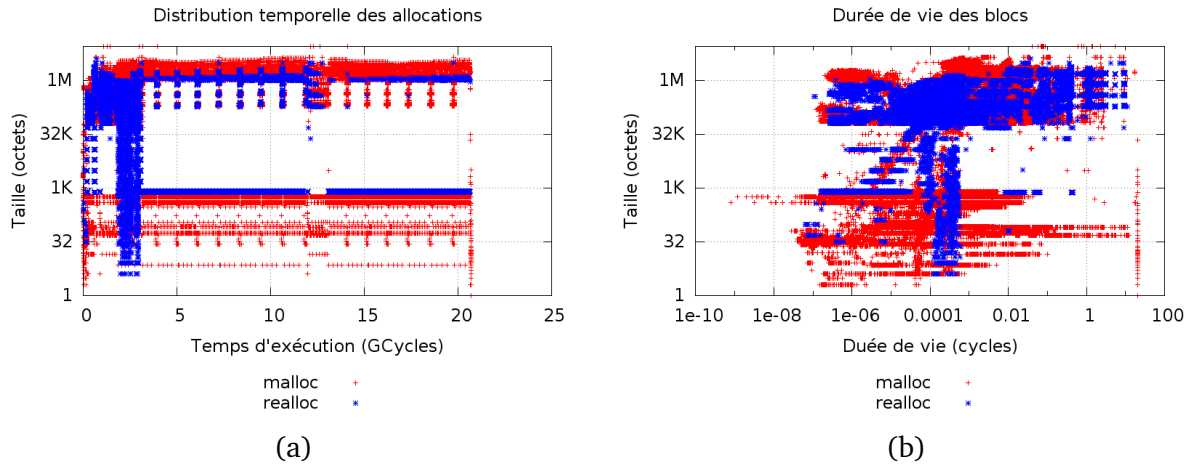 Distribution temporelle des allocations
Taille (octets)
1M
32K
1K
32
1
0 5 10 15 20 25
Temps d'exécution (GCycles)
malloc
realloc
(a)
Durée de vie des blocs
Taille (octets)
1M
32K
1K
32
1
1e-10 1e-08 1e-06 0.0001 0.01 1 100
Duée de vie (cycles)
malloc
realloc
(b)